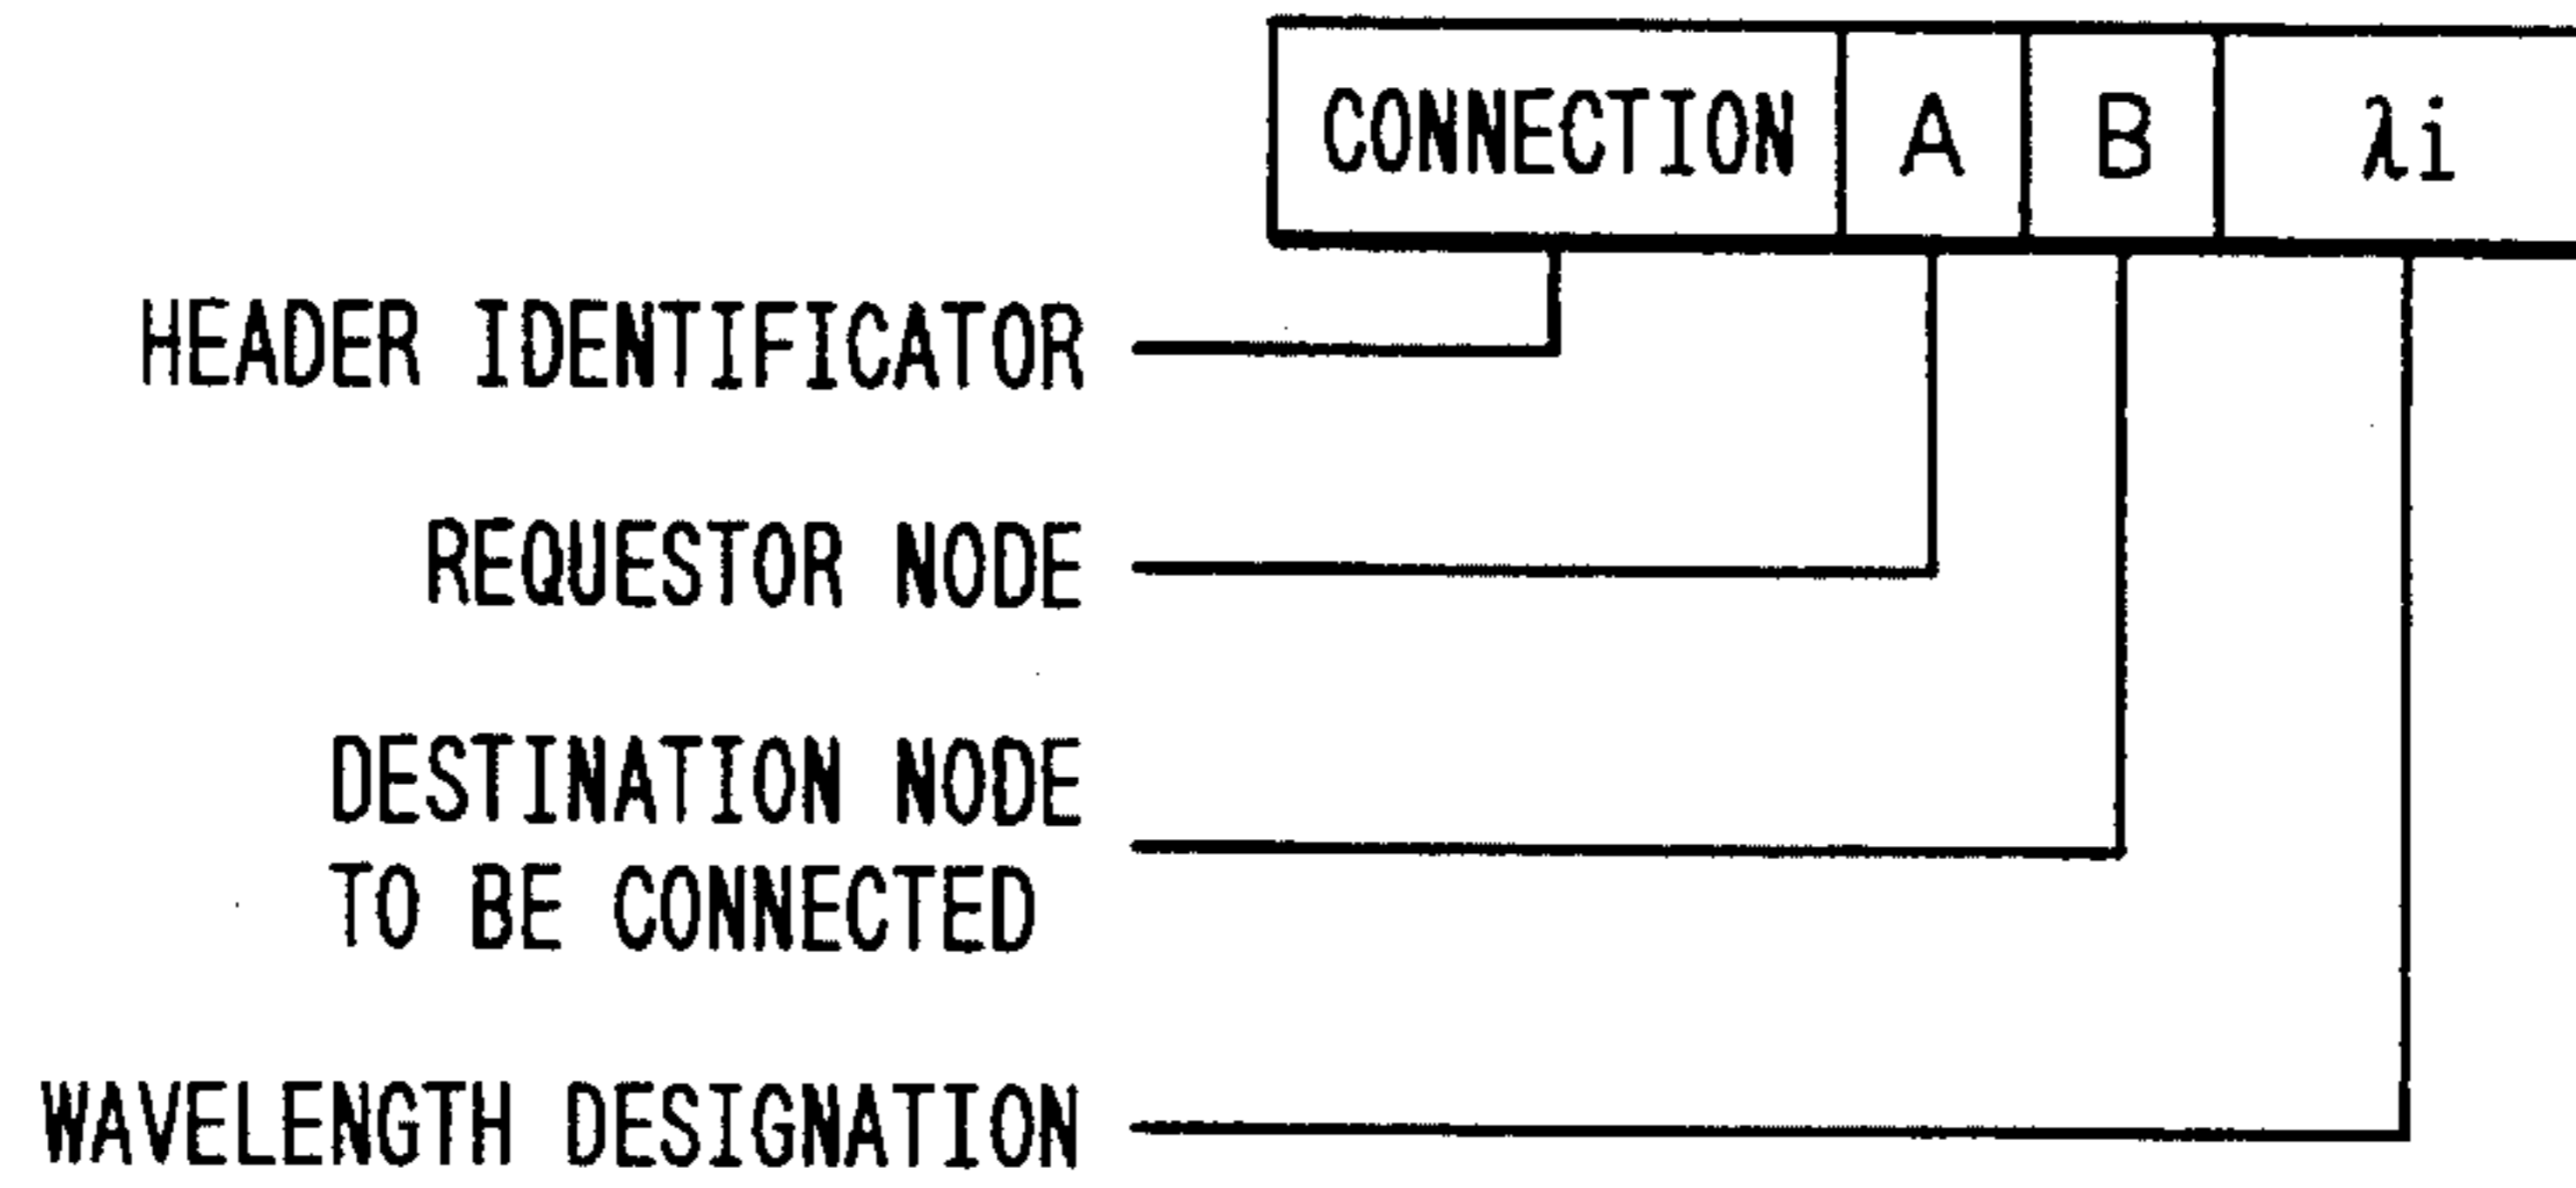 CONNECTION A B λi
HEADER IDENTIFICATOR
REQUESTOR NODE
DESTINATION NODE
TO BE CONNECTED
WAVELENGTH DESIGNATION